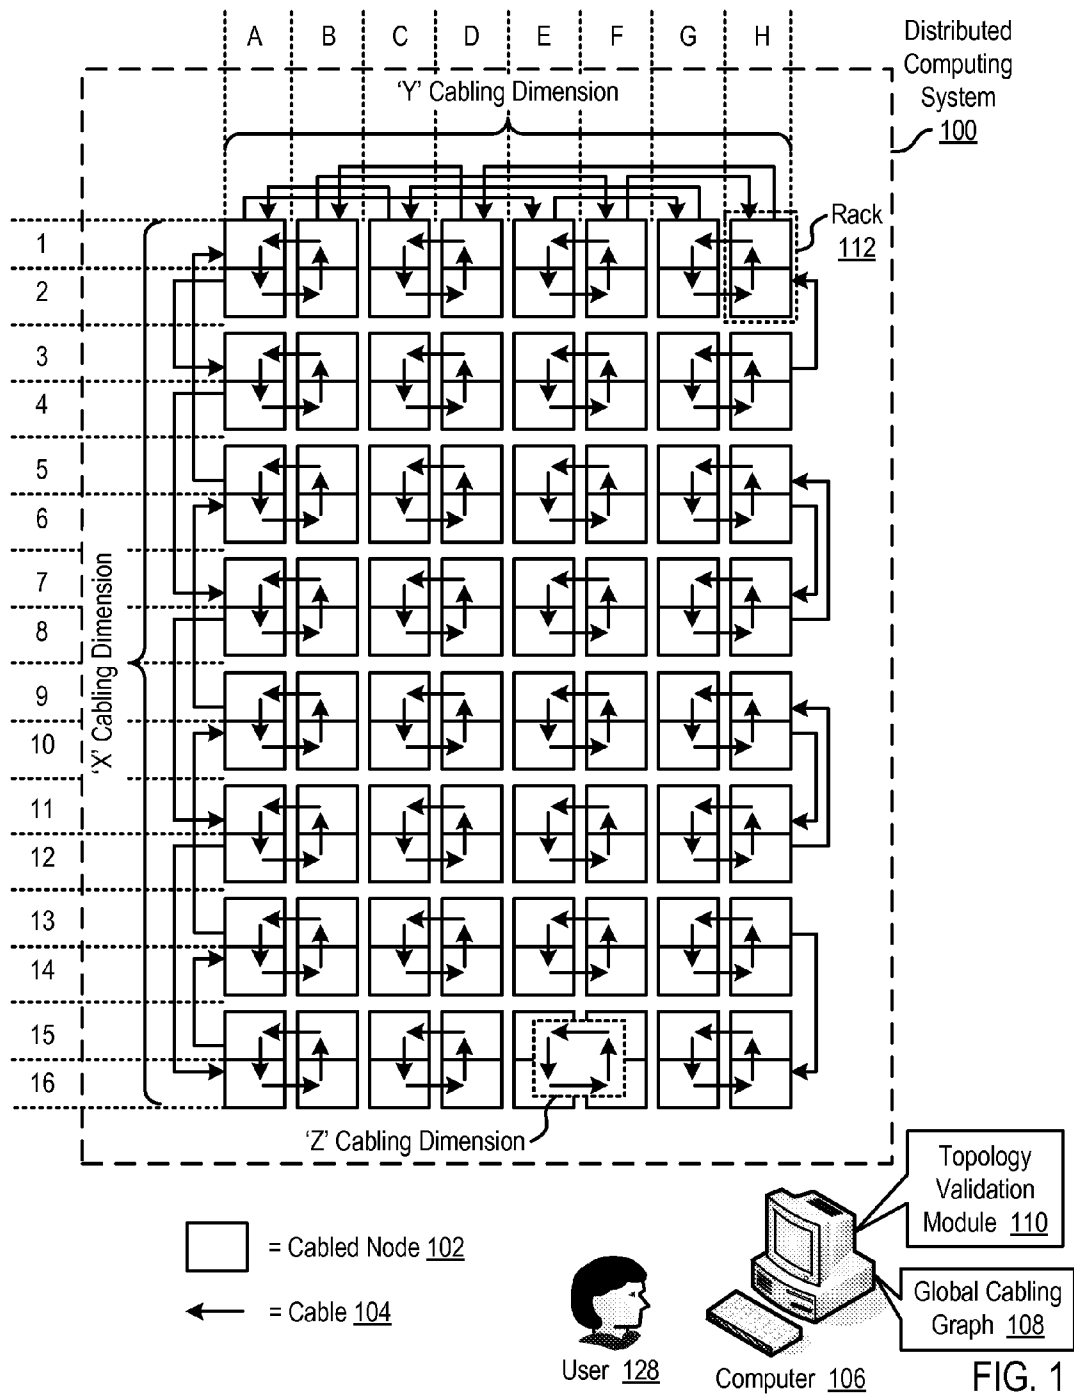 A B C D E F G H
Distributed
Computing
System
100
'Y' Cabling Dimension
Rack
112
1
2
3
4
5
6
7
8
9
10
11
12
13
14
15
16
'X' Cabling Dimension
'Z' Cabling Dimension
= Cabled Node 102
= Cable 104
User 128
Computer 106
Topology
Validation
Module 110
Global Cabling
Graph 108
FIG. 1